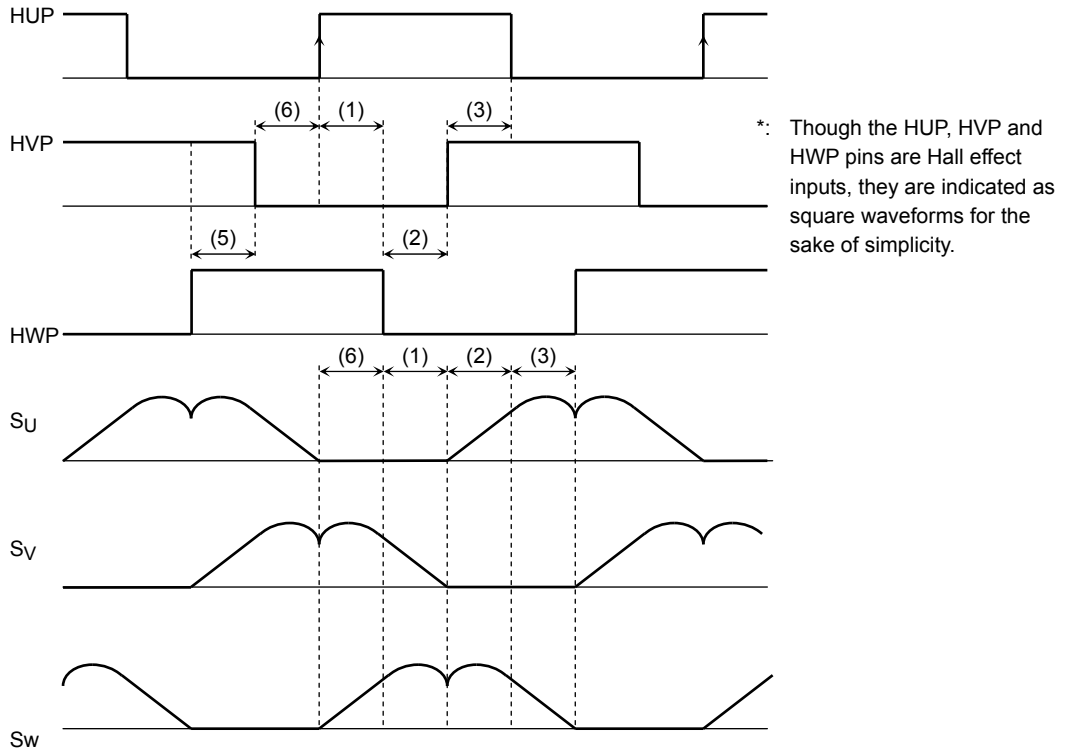 HUP
(6) (1) (3)
HVP
*: Though the HUP, HVP and
HWP pins are Hall effect
inputs, they are indicated as
square waveforms for the
sake of simplicity.
(5) (2)
HWP
(6) (1) (2) (3)
SU
SV
Sw